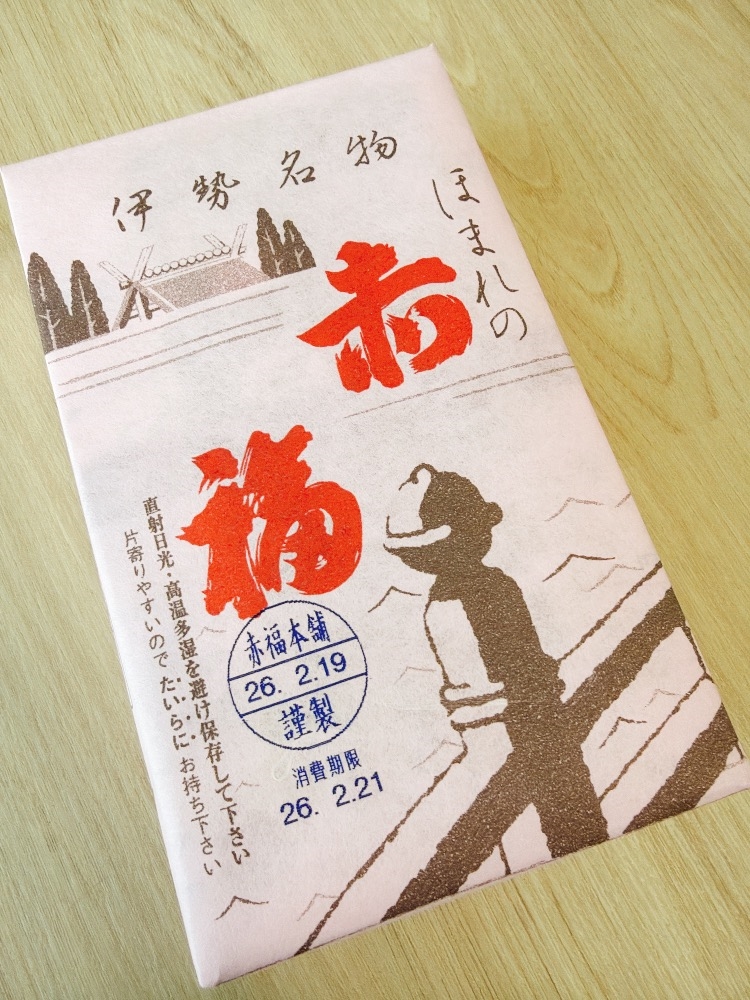 伊勢名物
ほまれの
赤福
直射日光・高温多湿を避け保存して下さい
片寄りやすいので たいらに お持ち下さい
赤福本舗
26. 2.19
謹製
消費期限
26. 2.21